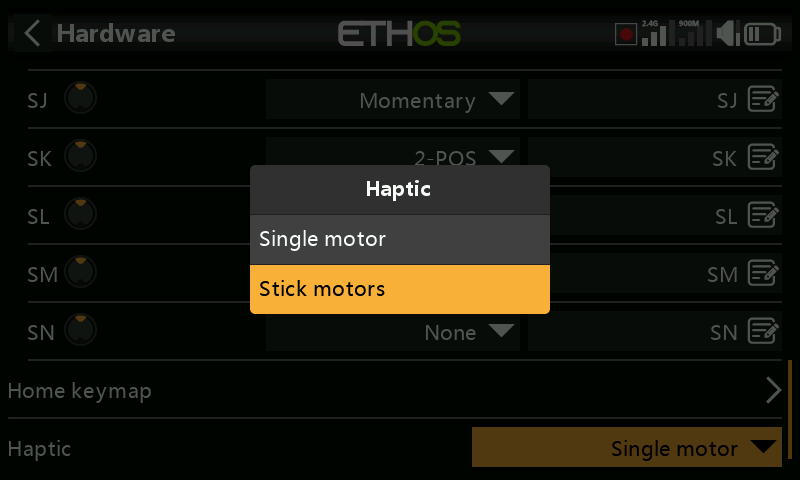 Hardware
ETHOS
2.4G
900M
SJ
Momentary
SJ
SK
2-POS
SK
Haptic
SL
SL
Single motor
SM
SM
Stick motors
SN
None
SN
Home keymap
Haptic
Single motor